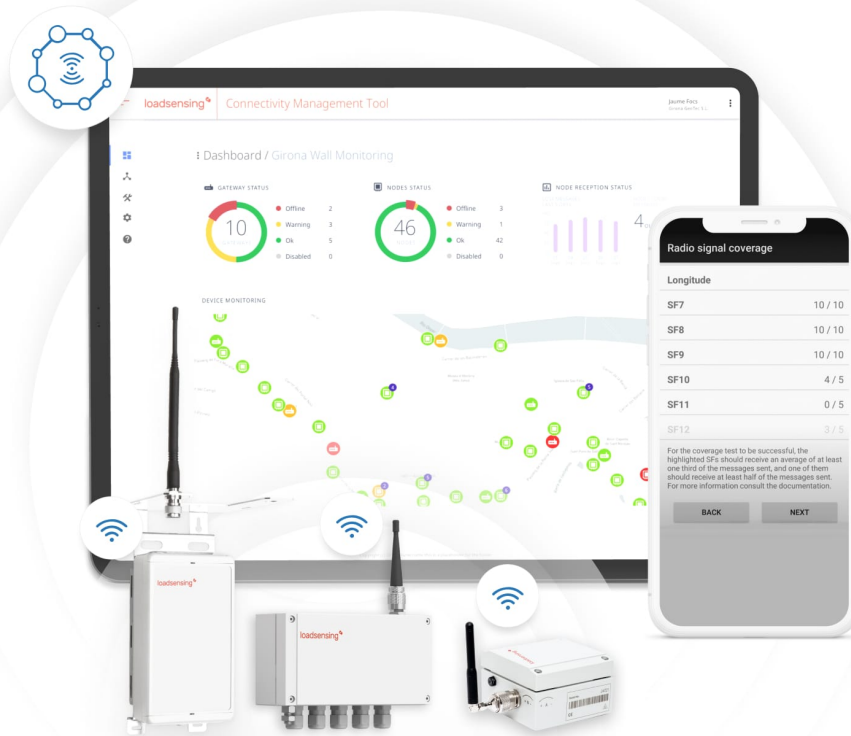 loadsensing
Connectivity Management Tool
Dashboard / Girona Wall Monitoring
GATEWAY STATUS
10
Offline 2
Warning 3
Ok 5
Disabled 0
NODES STATUS
46
Offline 3
Warning 1
Ok 42
Disabled 0
NODE RECEPTION STATUS
4
DEVICE MONITORING
4
5
2
Radio signal coverage
Longitude
SF7 10 / 10
SF8 10 / 10
SF9 10 / 10
SF10 4 / 5
SF11 0 / 5
SF12 3 / 5
For the coverage test to be successful, the
highlighted SFs should receive an average of at least
one third of the messages sent, and one of them
should receive at least half of the messages sent.
For more information consult the documentation.
BACK NEXT
loadsensing
loadsensing